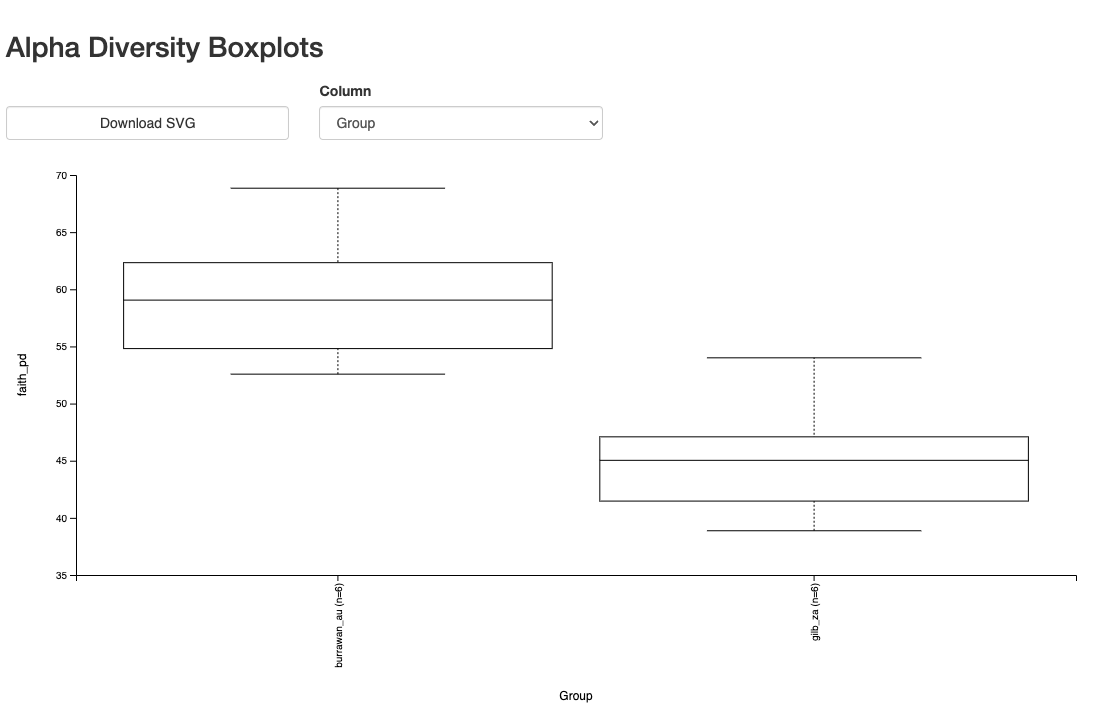 Alpha Diversity Boxplots
Column
Download SVG
Group
70
65
60
55
50
45
40
35
faith_pd
burrawan_au (n=6)
gilb_za (n=6)
Group